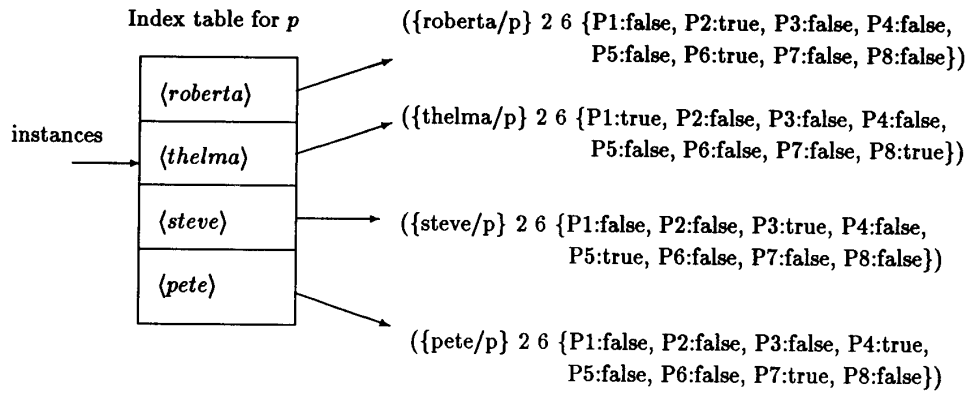 Index table for p
({roberta/p} 2 6 {P1:false, P2:true, P3:false, P4:false,
P5:false, P6:true, P7:false, P8:false})
⟨roberta⟩
({thelma/p} 2 6 {P1:true, P2:false, P3:false, P4:false,
P5:false, P6:false, P7:false, P8:true})
instances
⟨thelma⟩
⟨steve⟩
({steve/p} 2 6 {P1:false, P2:false, P3:true, P4:false,
P5:true, P6:false, P7:false, P8:false})
⟨pete⟩
({pete/p} 2 6 {P1:false, P2:false, P3:false, P4:true,
P5:false, P6:false, P7:true, P8:false})